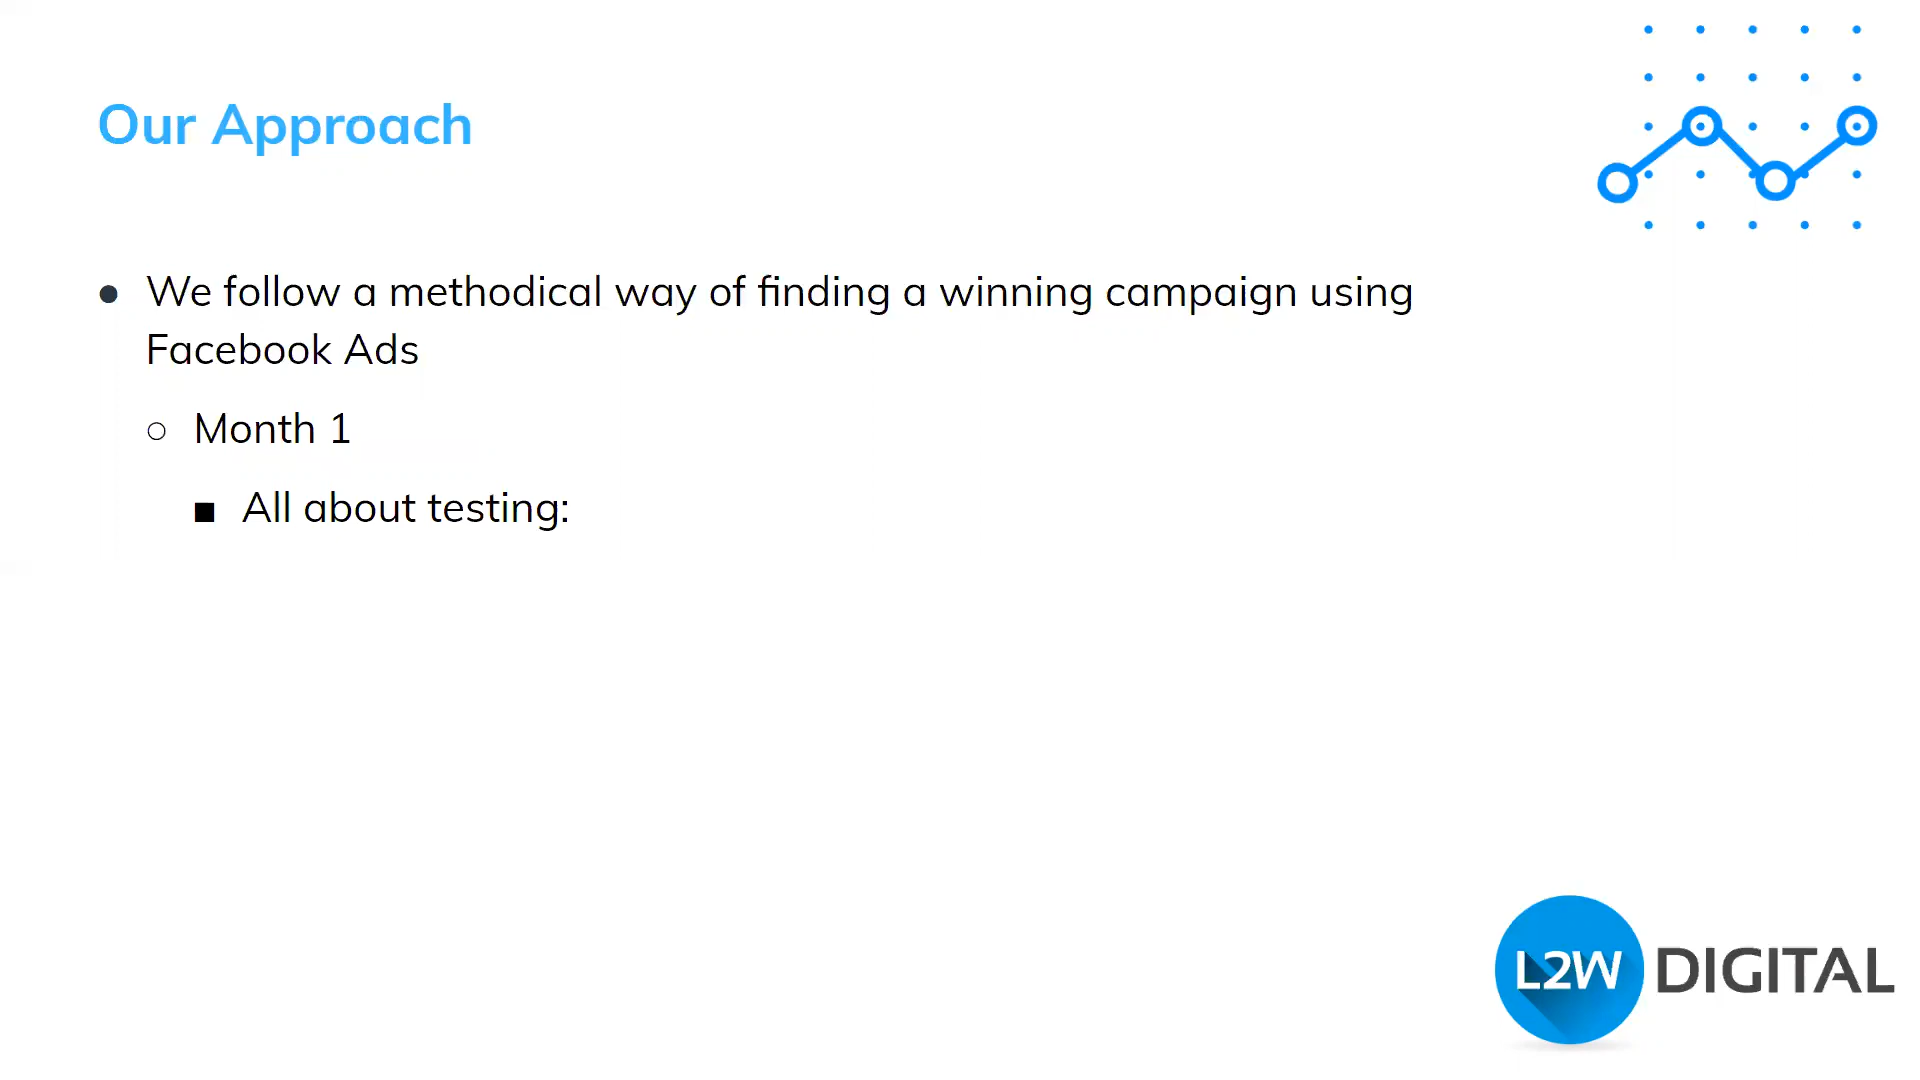 Our Approach
● We follow a methodical way of finding a winning campaign using
Facebook Ads
○ Month 1
■ All about testing:
L2W DIGITAL